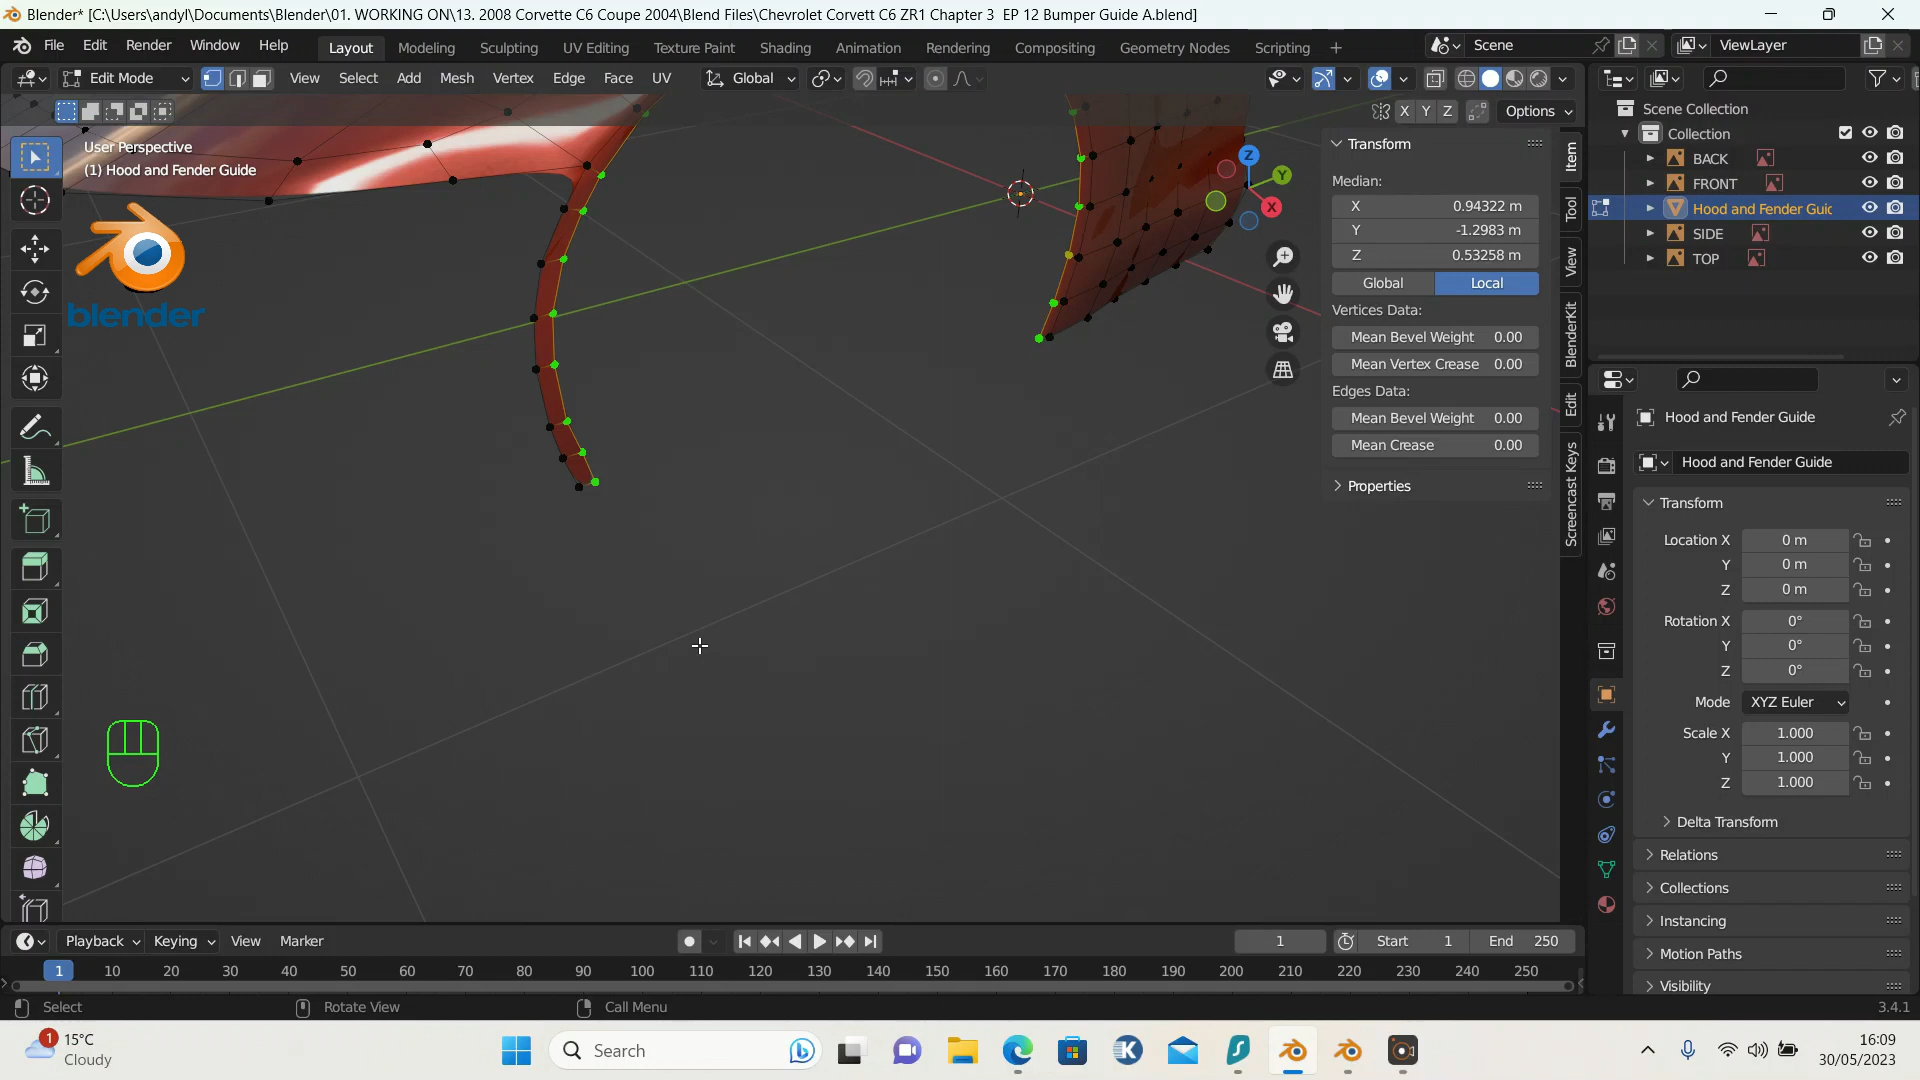 Blender* [C:\Users\andyl\Documents\Blender\01. WORKING ON\13. 2008 Corvette C6 Coupe 2004\Blend Files\Chevrolet Corvett C6 ZR1 Chapter 3  EP 12 Bumper Guide A.blend]
File Edit Render Window Help Layout Modeling Sculpting UV Editing Texture Paint Shading Animation Rendering Compositing Geometry Nodes Scripting + Scene ViewLayer
Edit Mode View Select Add Mesh Vertex Edge Face UV Global
X Y Z Options
User Perspective
(1) Hood and Fender Guide
blender
Z
Y
X
Transform
Median:
X 0.94322 m
Y -1.2983 m
Z 0.53258 m
Global Local
Vertices Data:
Mean Bevel Weight 0.00
Mean Vertex Crease 0.00
Edges Data:
Mean Bevel Weight 0.00
Mean Crease 0.00
Properties
Item
Tool
View
BlenderKit
Edit
Screencast Keys
Scene Collection
Collection
BACK
FRONT
Hood and Fender Guic
SIDE
TOP
Hood and Fender Guide
Hood and Fender Guide
Transform
Location X 0 m
Y 0 m
Z 0 m
Rotation X 0°
Y 0°
Z 0°
Mode XYZ Euler
Scale X 1.000
Y 1.000
Z 1.000
Delta Transform
Relations
Collections
Instancing
Motion Paths
Visibility
Playback Keying View Marker 1 Start 1 End 250
1 10 20 30 40 50 60 70 80 90 100 110 120 130 140 150 160 170 180 190 200 210 220 230 240 250
Select Rotate View Call Menu 3.4.1
1 15°C
Cloudy
Search
K
16:09
30/05/2023